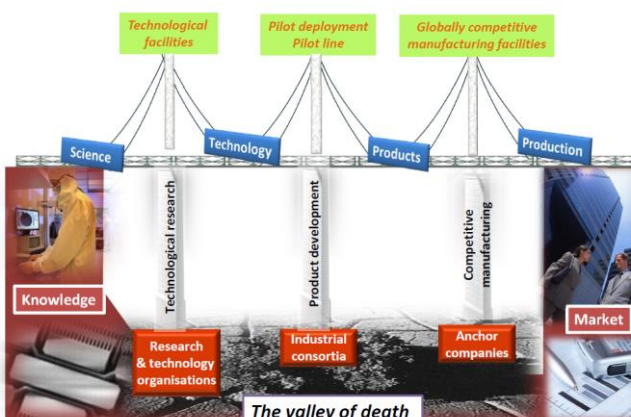 Technological
facilities
Pilot deployment
Pilot line
Globally competitive
manufacturing facilities
Science
Technology
Products
Production
Technological research
Product development
Competitive
manufacturing
Knowledge
Market
Research
& technology
organisations
Industrial
consortia
Anchor
companies
The valley of death